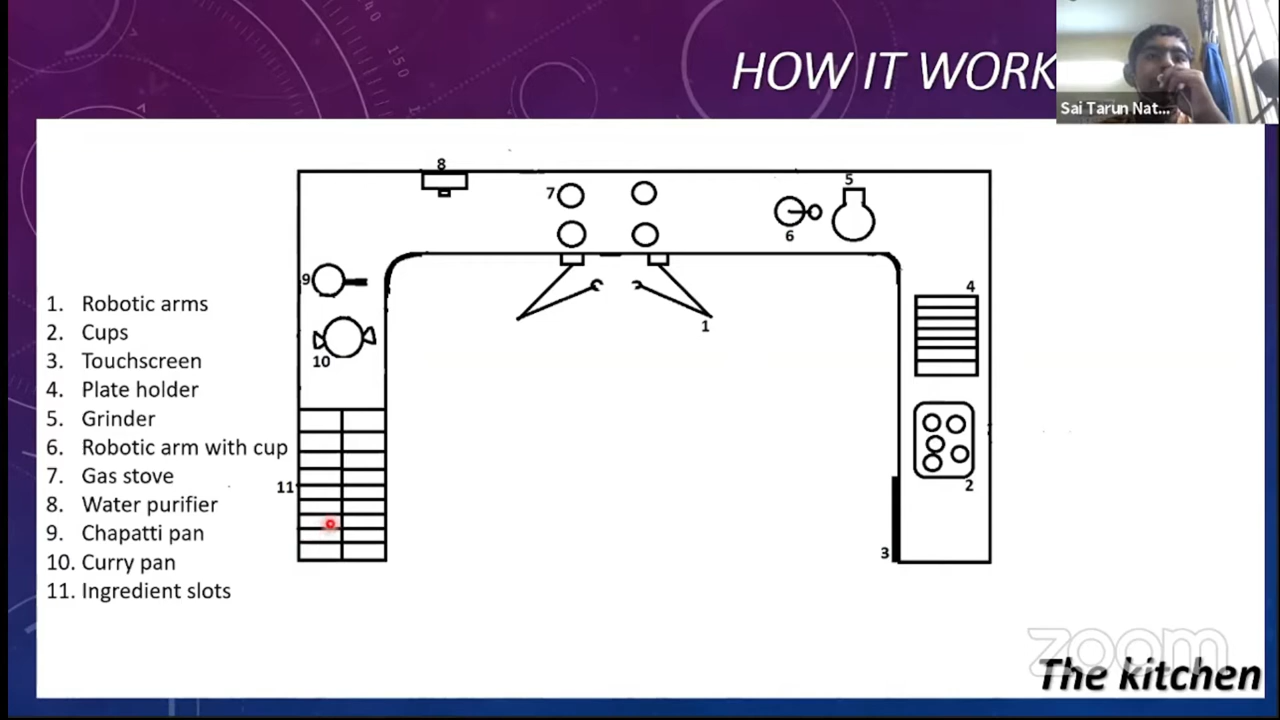 HOW IT WORK
Sai Tarun Nat...
1. Robotic arms
2. Cups
3. Touchscreen
4. Plate holder
5. Grinder
6. Robotic arm with cup
7. Gas stove
8. Water purifier
9. Chapatti pan
10. Curry pan
11. Ingredient slots
8
7
5
6
9
10
4
1
11
2
3
zoom
The kitchen
40
150